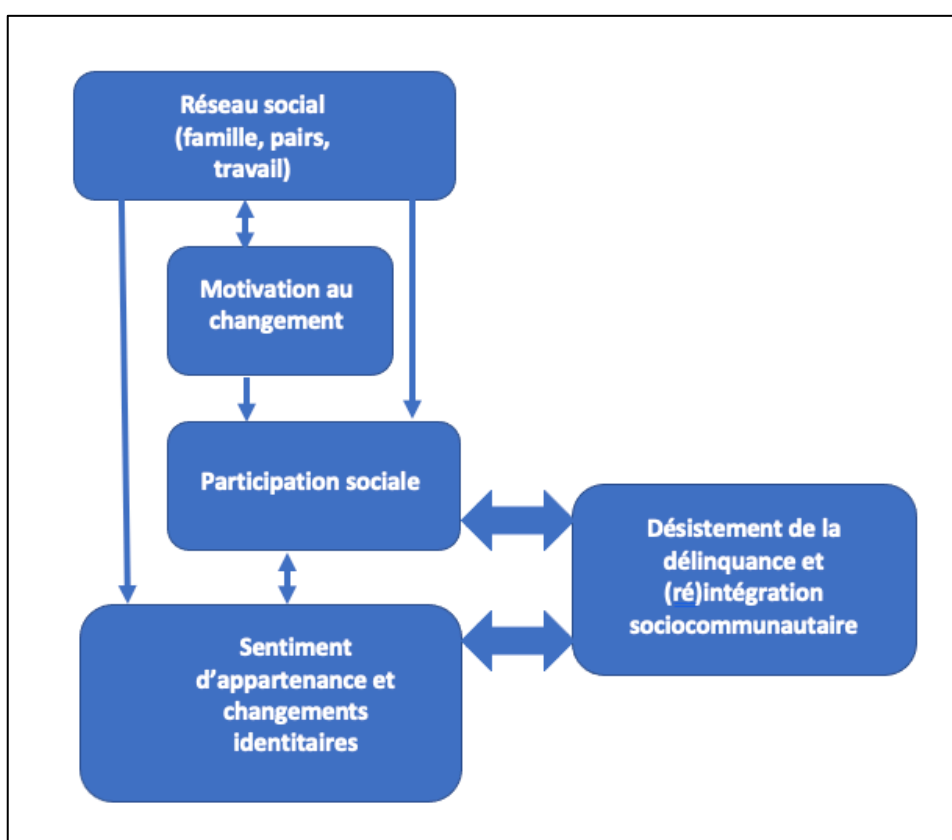 Réseau social
(famille, pairs,
travail)
Motivation au
changement
Participation sociale
Désistement de la
délinquance et
(ré)intégration
sociocommunautaire
Sentiment
d’appartenance et
changements
identitaires